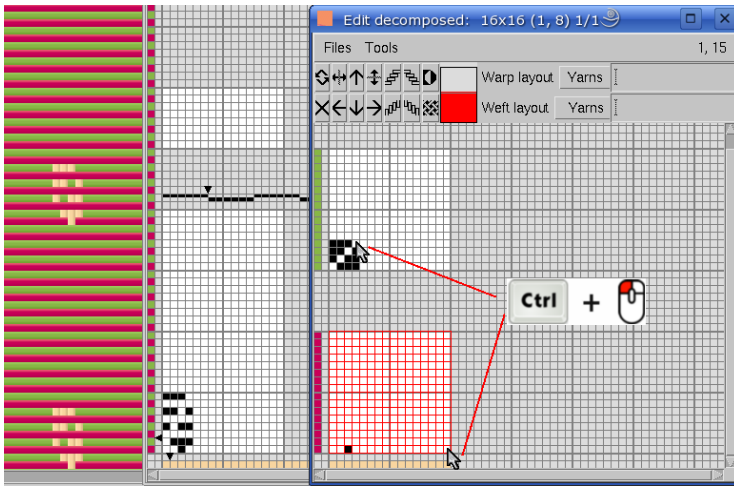 Edit decomposed: 16x16 (1, 8) 1/1
Files Tools 1, 15
Warp layout Yarns
Weft layout Yarns
Ctrl +